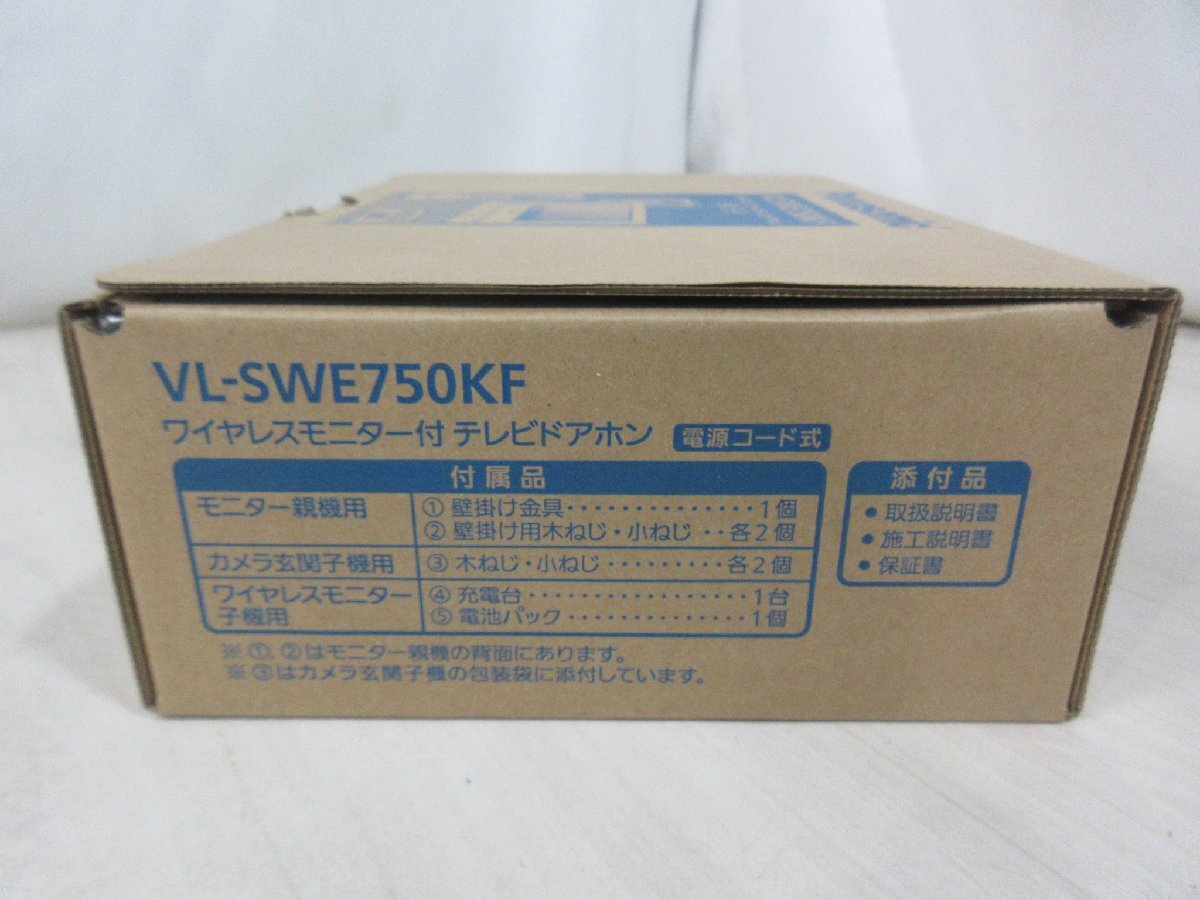 VL-SWE750KF
ワイヤレスモニター付 テレビドアホン 電源コード式
付属品
モニター親機用
① 壁掛け金具・・・・・・・・・・・・・・・1個
② 壁掛け用木ねじ・小ねじ・・各2個
カメラ玄関子機用
③ 木ねじ・小ねじ・・・・・・・・・各2個
ワイヤレスモニター
子機用
④ 充電台・・・・・・・・・・・・・・・・・1台
⑤ 電池パック・・・・・・・・・・・・・・1個
添付品
● 取扱説明書
● 施工説明書
● 保証書
※①、②はモニター親機の背面にあります。
※③はカメラ玄関子機の包装袋に添付しています。